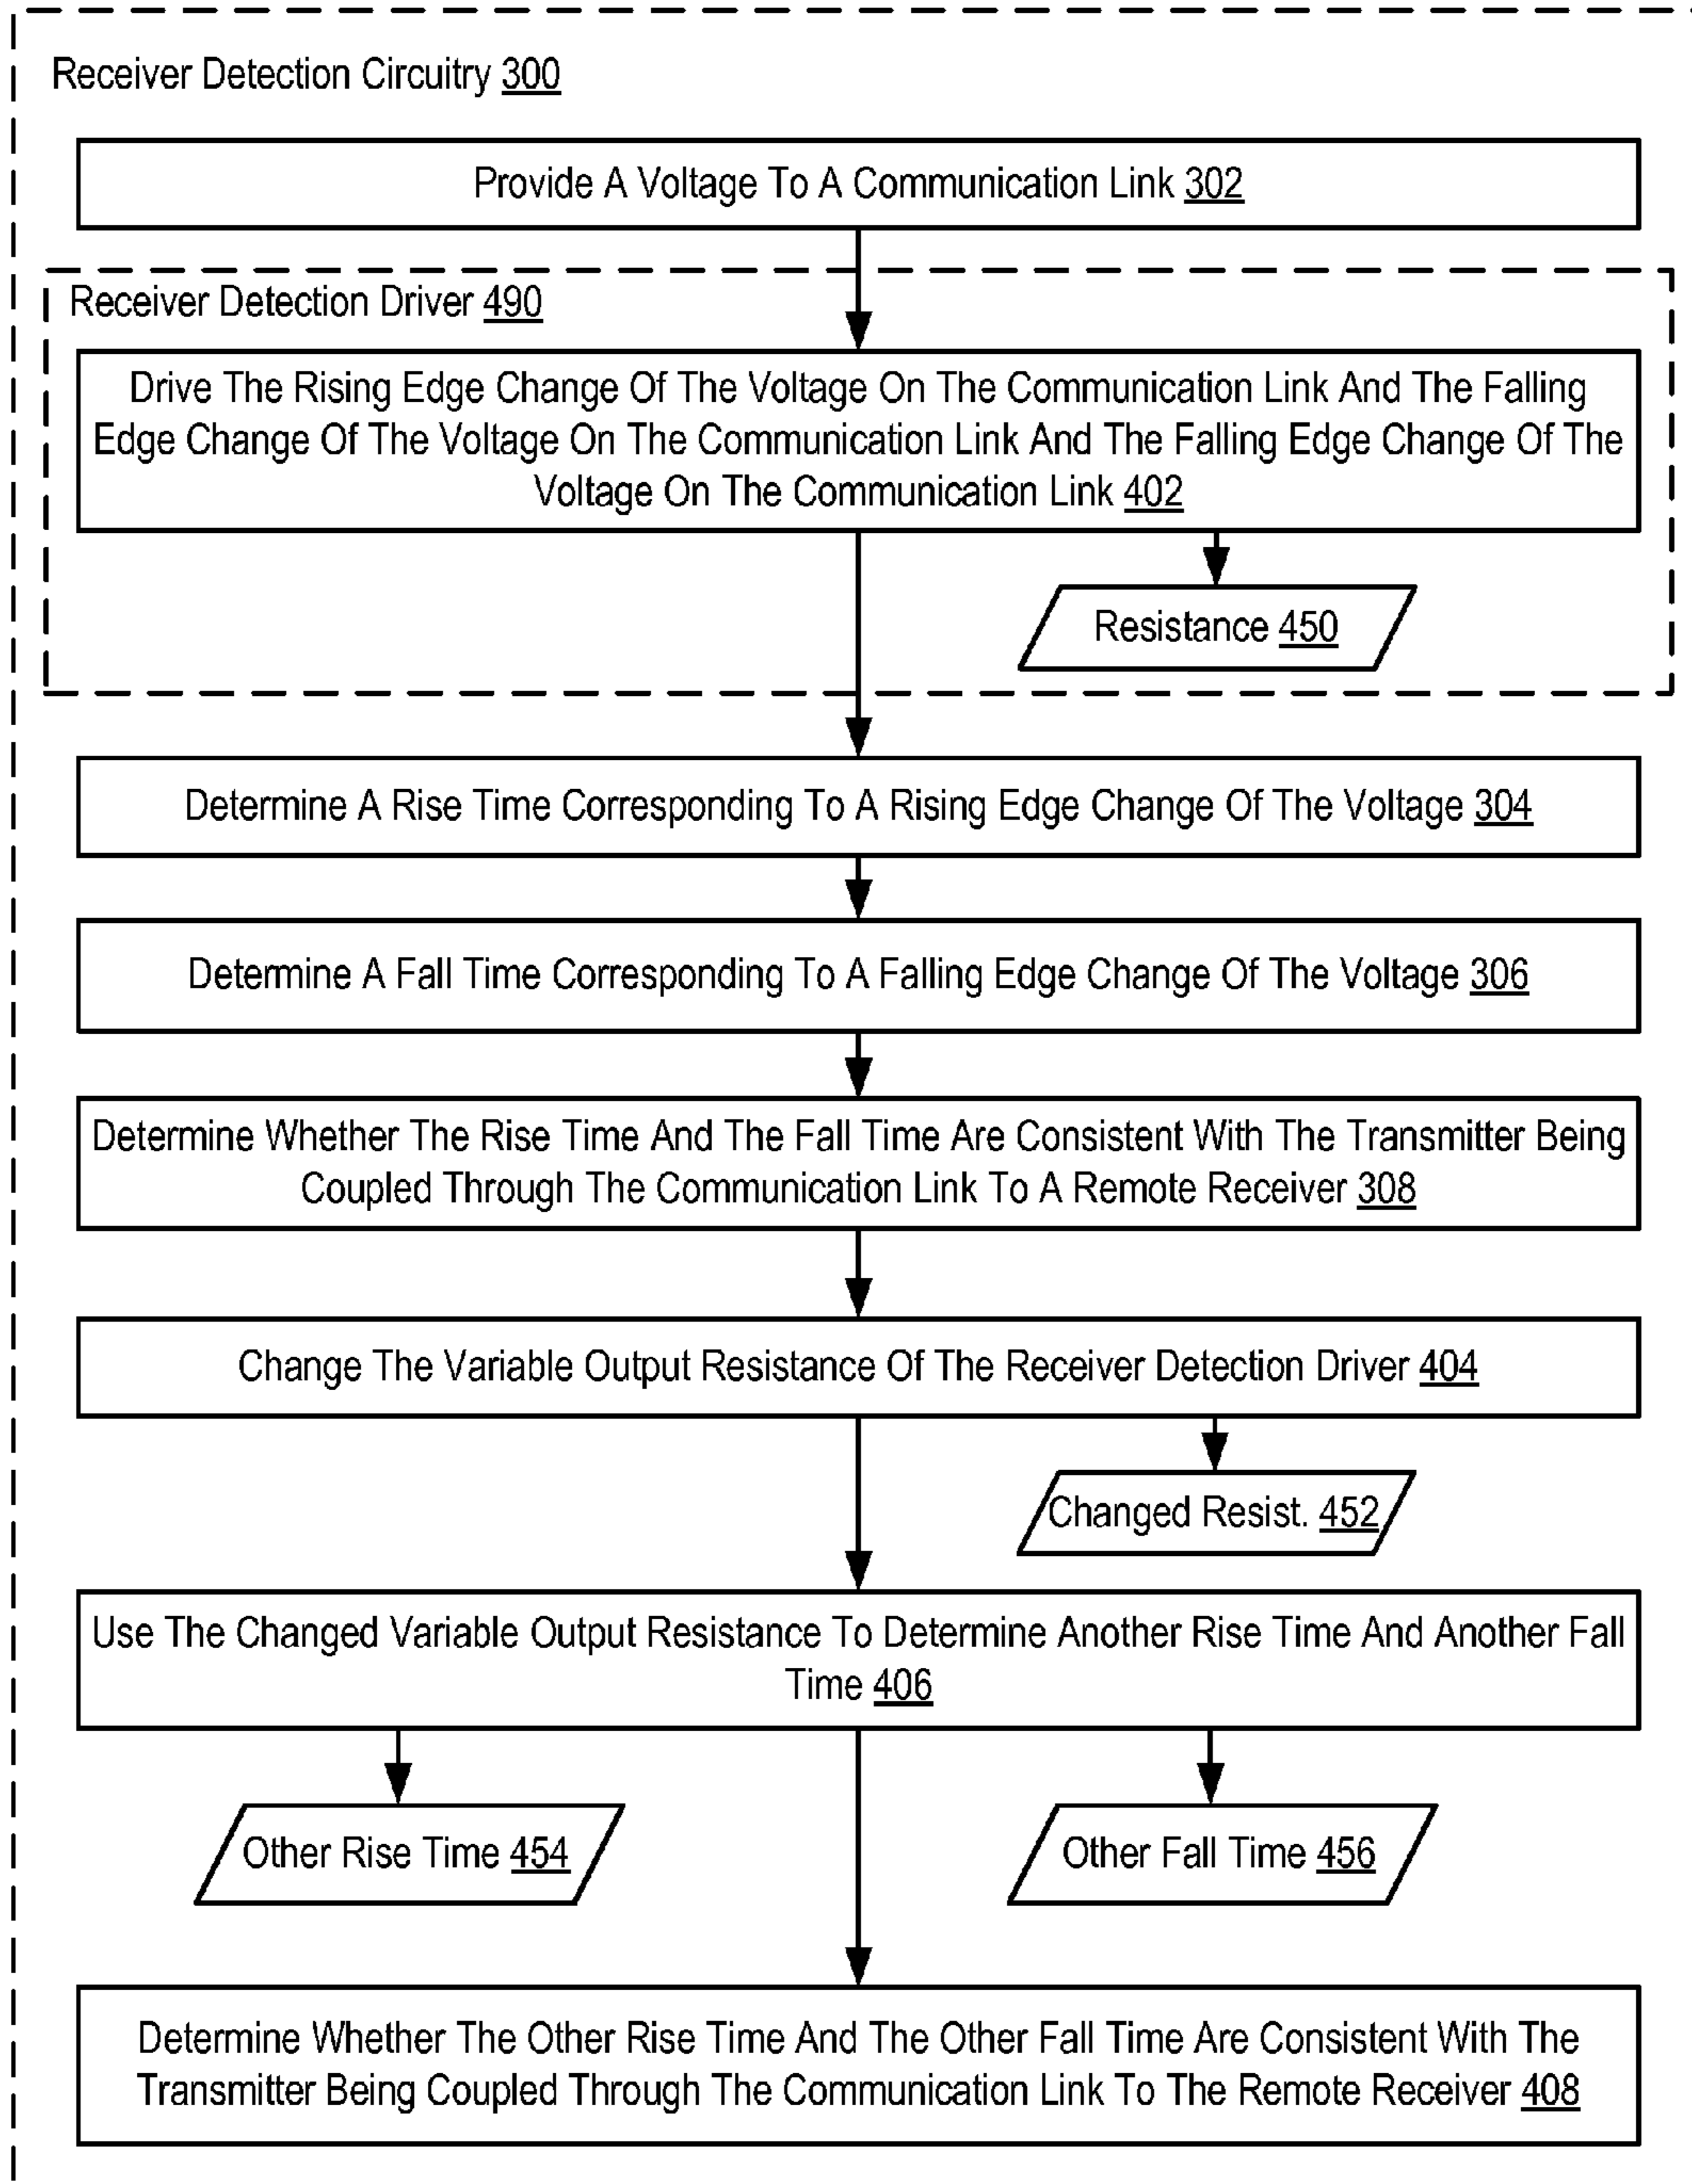 Receiver Detection Circuitry 300
Provide A Voltage To A Communication Link 302
Receiver Detection Driver 490
Drive The Rising Edge Change Of The Voltage On The Communication Link And The Falling
Edge Change Of The Voltage On The Communication Link And The Falling Edge Change Of The
Voltage On The Communication Link 402
Resistance 450
Determine A Rise Time Corresponding To A Rising Edge Change Of The Voltage 304
Determine A Fall Time Corresponding To A Falling Edge Change Of The Voltage 306
Determine Whether The Rise Time And The Fall Time Are Consistent With The Transmitter Being
Coupled Through The Communication Link To A Remote Receiver 308
Change The Variable Output Resistance Of The Receiver Detection Driver 404
Changed Resist. 452
Use The Changed Variable Output Resistance To Determine Another Rise Time And Another Fall
Time 406
Other Rise Time 454
Other Fall Time 456
Determine Whether The Other Rise Time And The Other Fall Time Are Consistent With The
Transmitter Being Coupled Through The Communication Link To The Remote Receiver 408